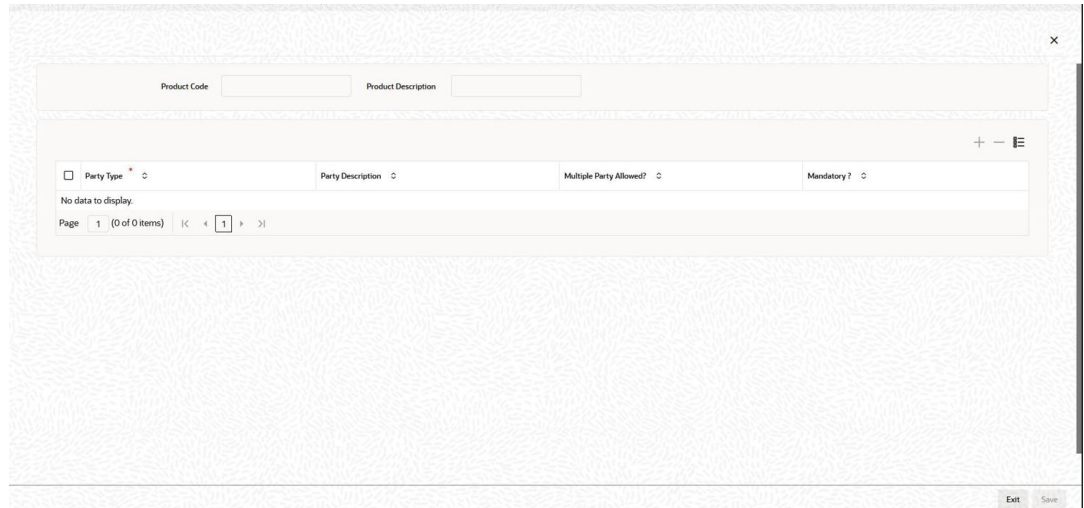 Product Code Product Description
Party Type * Party Description Multiple Party Allowed? Mandatory ?
No data to display.
Page 1 (0 of 0 items) 1
Exit Save